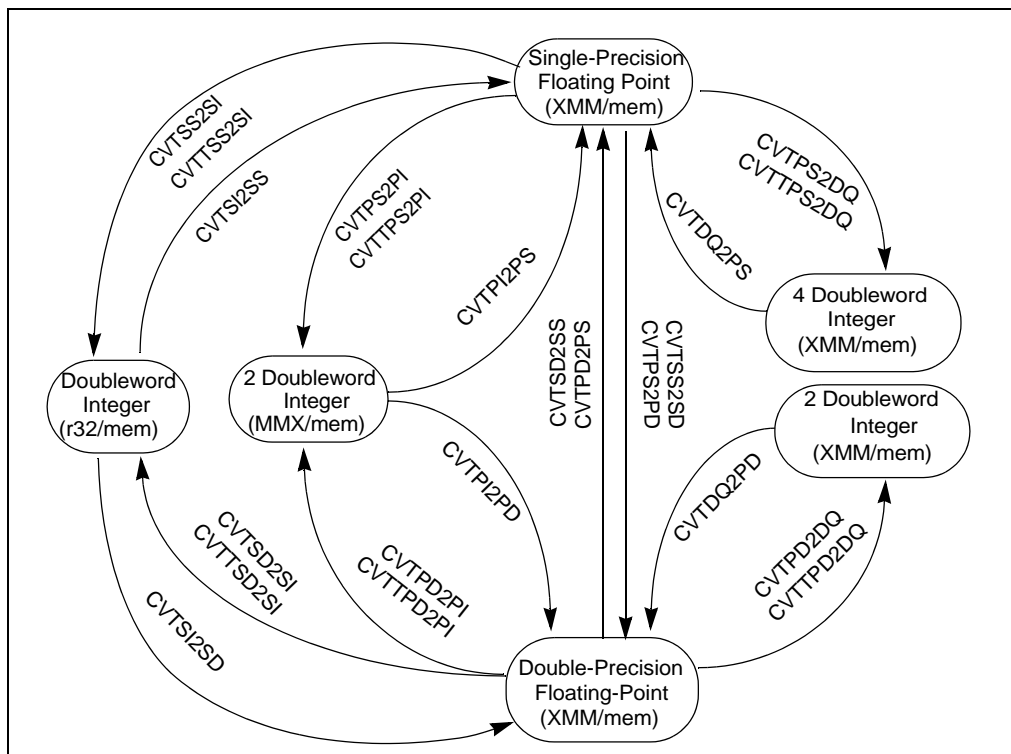 Single-Precision
Floating Point
(XMM/mem)
CVTSS2SI
CVTTSS2SI
CVTSI2SS
CVTPS2PI
CVTTPS2PI
CVTPI2PS
CVTPS2DQ
CVTTPS2DQ
CVTDQ2PS
4 Doubleword
Integer
(XMM/mem)
Doubleword
Integer
(r32/mem)
2 Doubleword
Integer
(MMX/mem)
CVTSD2SS
CVTPD2PS
CVTSS2SD
CVTPS2PD
2 Doubleword
Integer
(XMM/mem)
CVTPI2PD
CVTDQ2PD
CVTSD2SI
CVTTSD2SI
CVTPD2PI
CVTTPD2PI
CVTPD2DQ
CVTTPD2DQ
CVTSI2SD
Double-Precision
Floating-Point
(XMM/mem)